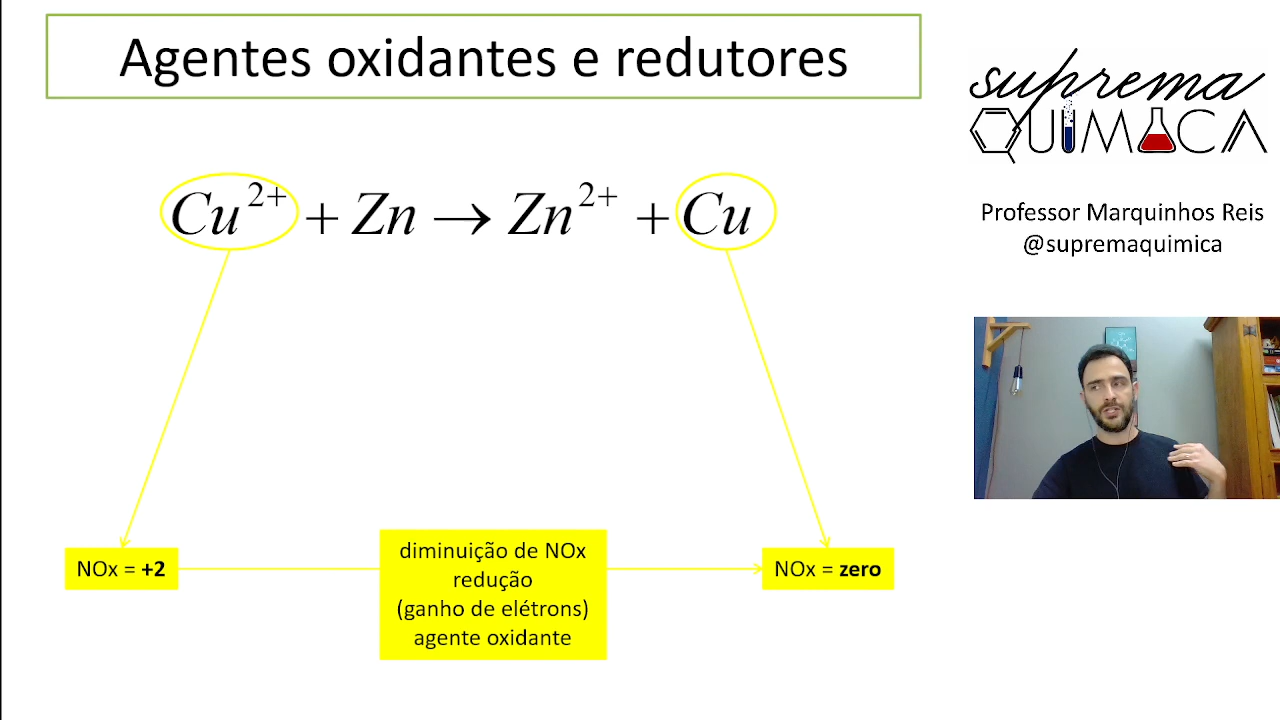 Agentes oxidantes e redutores
suprema
QUÍMICA
Cu²⁺ + Zn → Zn²⁺ + Cu
Professor Marquinhos Reis
@supremaquimica
NOx = +2
diminuição de NOx
redução
(ganho de elétrons)
agente oxidante
NOx = zero